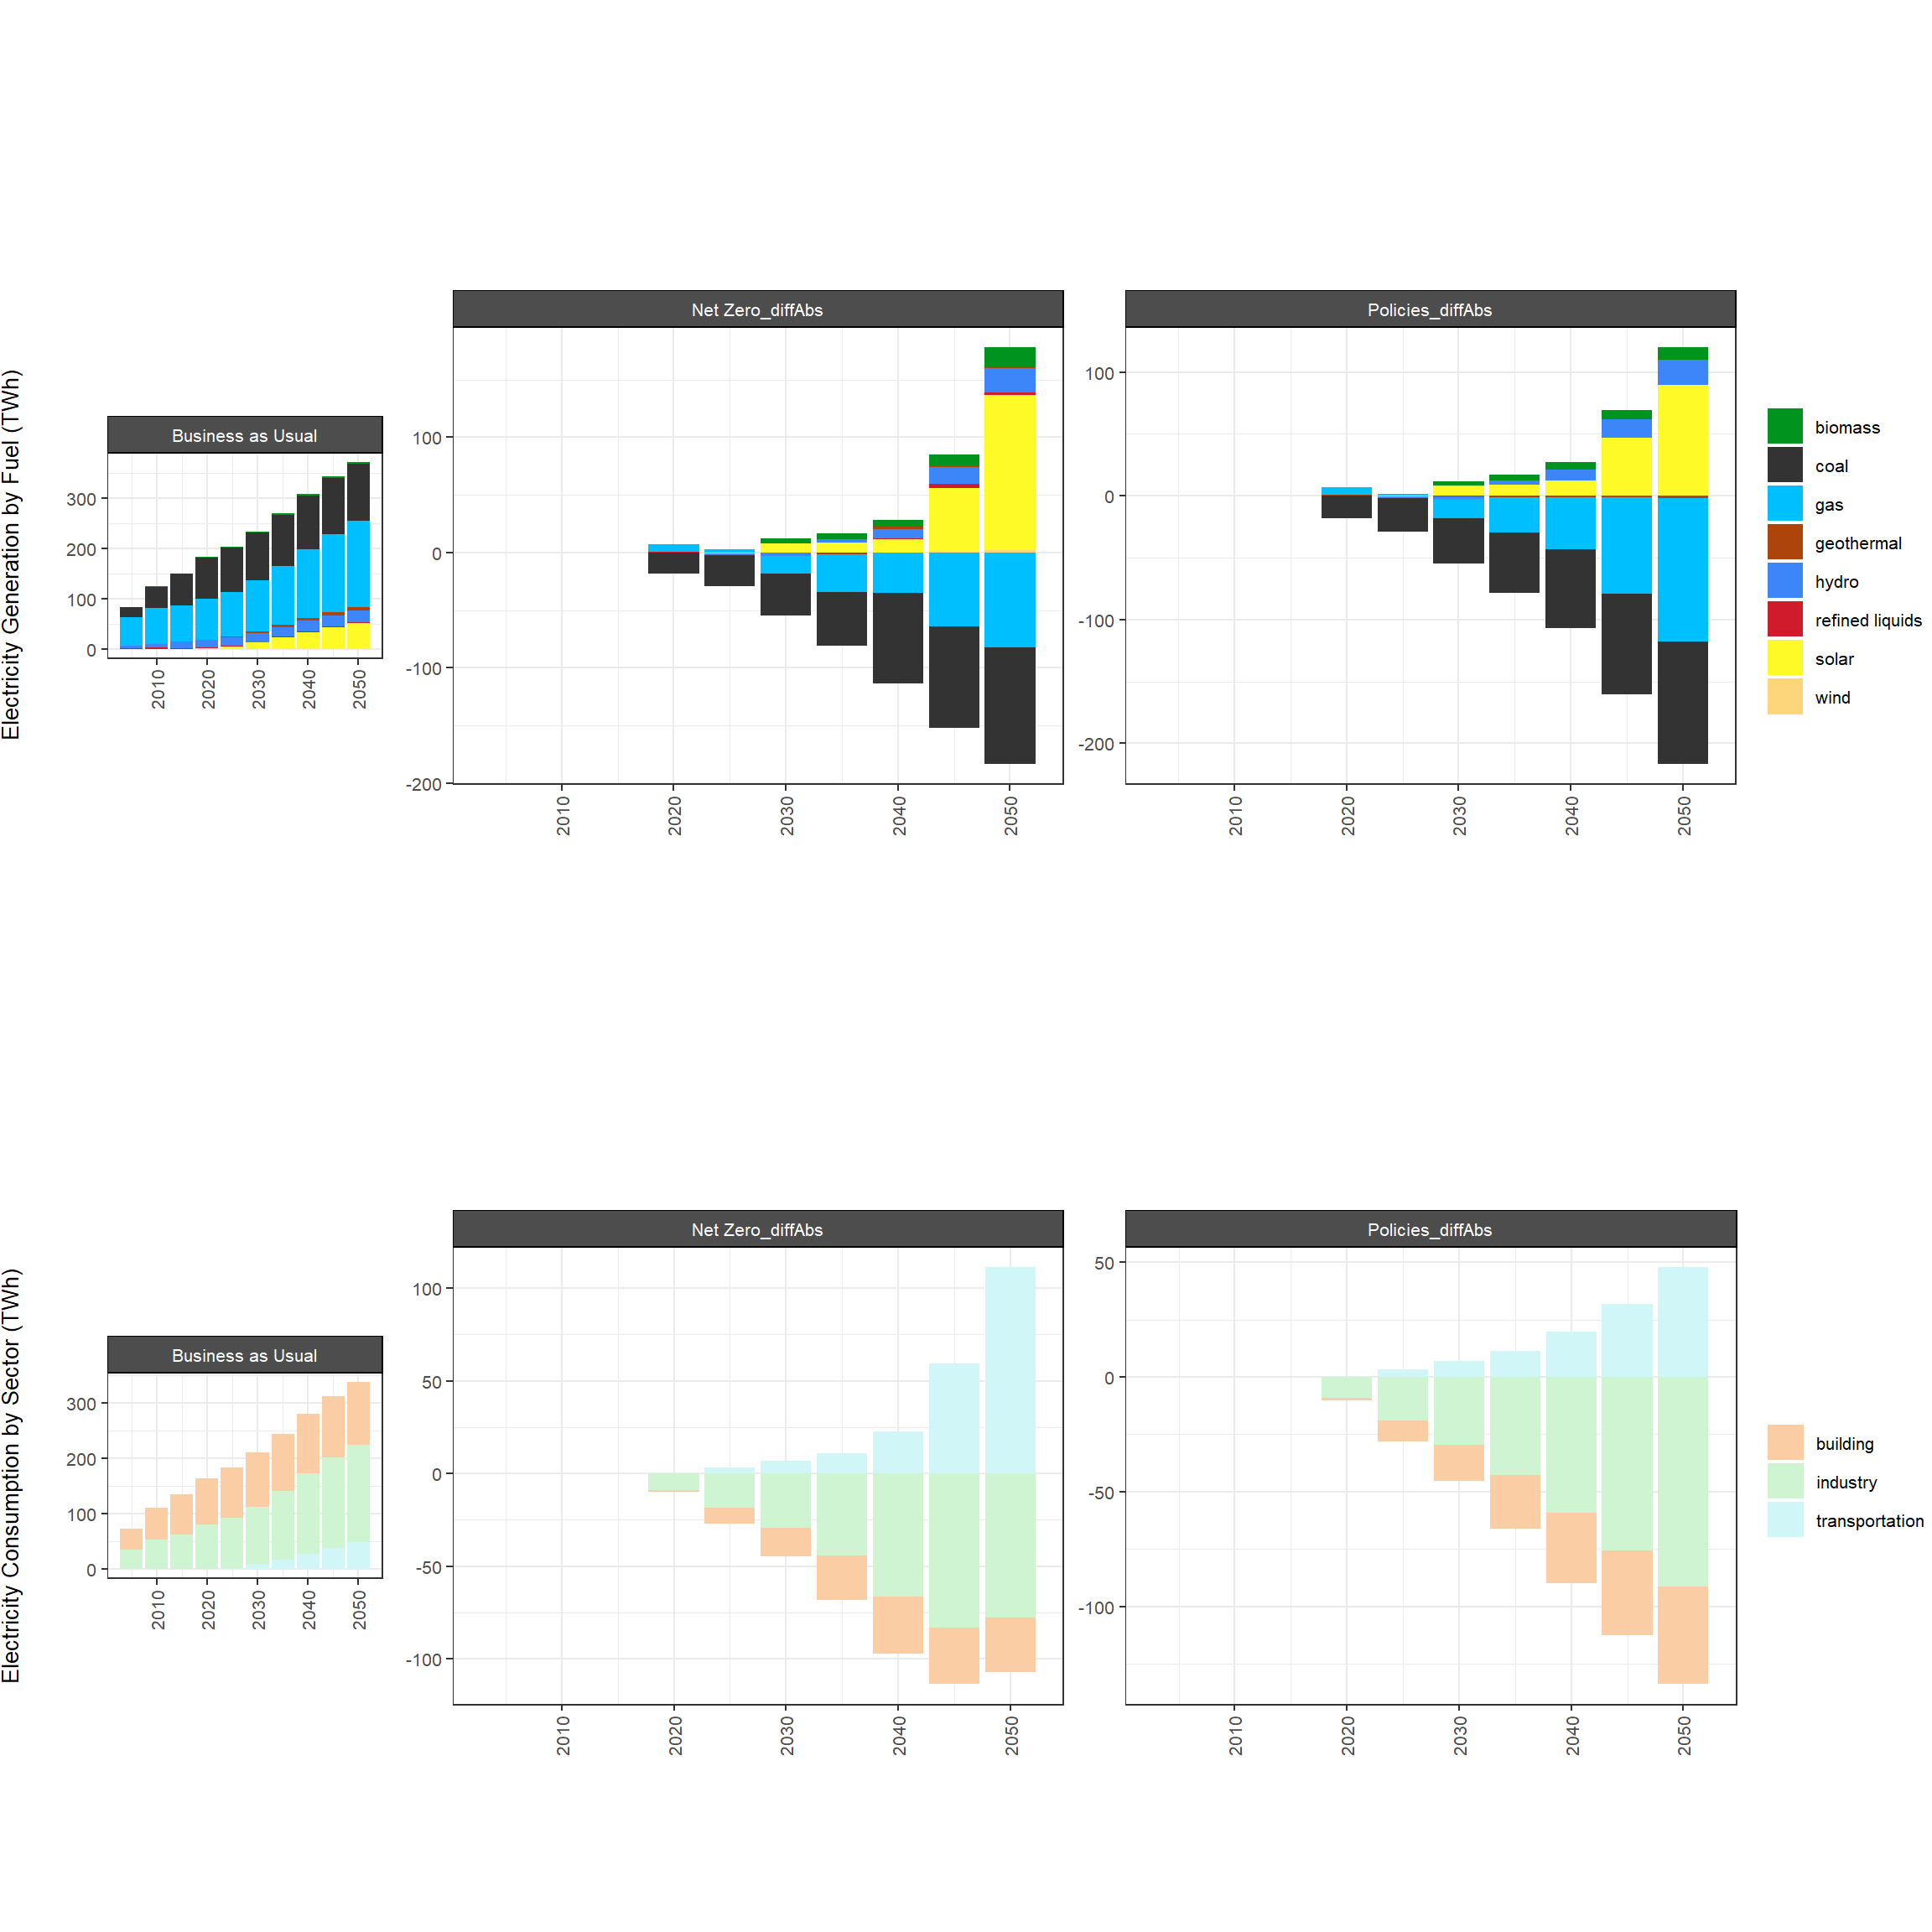 Electricity Generation by Fuel (TWh)
Business as Usual
300
200
100
0
2010 2020 2030 2040 2050
Net Zero_diffAbs
100
0
-100
-200
2010 2020 2030 2040 2050
Policies_diffAbs
100
0
-100
-200
2010 2020 2030 2040 2050
biomass
coal
gas
geothermal
hydro
refined liquids
solar
wind
Electricity Consumption by Sector (TWh)
Business as Usual
300
200
100
0
2010 2020 2030 2040 2050
Net Zero_diffAbs
100
50
0
-50
-100
2010 2020 2030 2040 2050
Policies_diffAbs
50
0
-50
-100
2010 2020 2030 2040 2050
building
industry
transportation